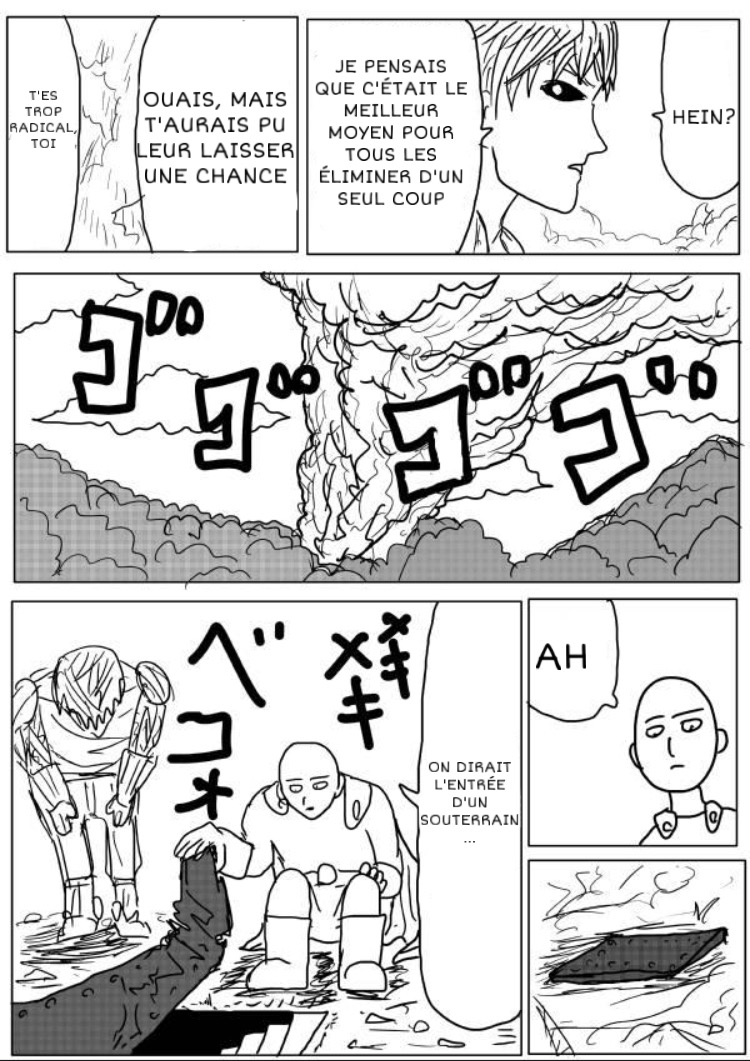 HEIN?
JE PENSAIS
QUE C'ÉTAIT LE
MEILLEUR
MOYEN POUR
TOUS LES
ÉLIMINER D'UN
SEUL COUP
OUAIS, MAIS
T'AURAIS PU
LEUR LAISSER
UNE CHANCE
T'ES
TROP
RADICAL,
TOI
ゴゴゴゴ
AH
ON DIRAIT
L'ENTRÉE
D'UN
SOUTERRAIN
...
メキ
メキ
ベコォ